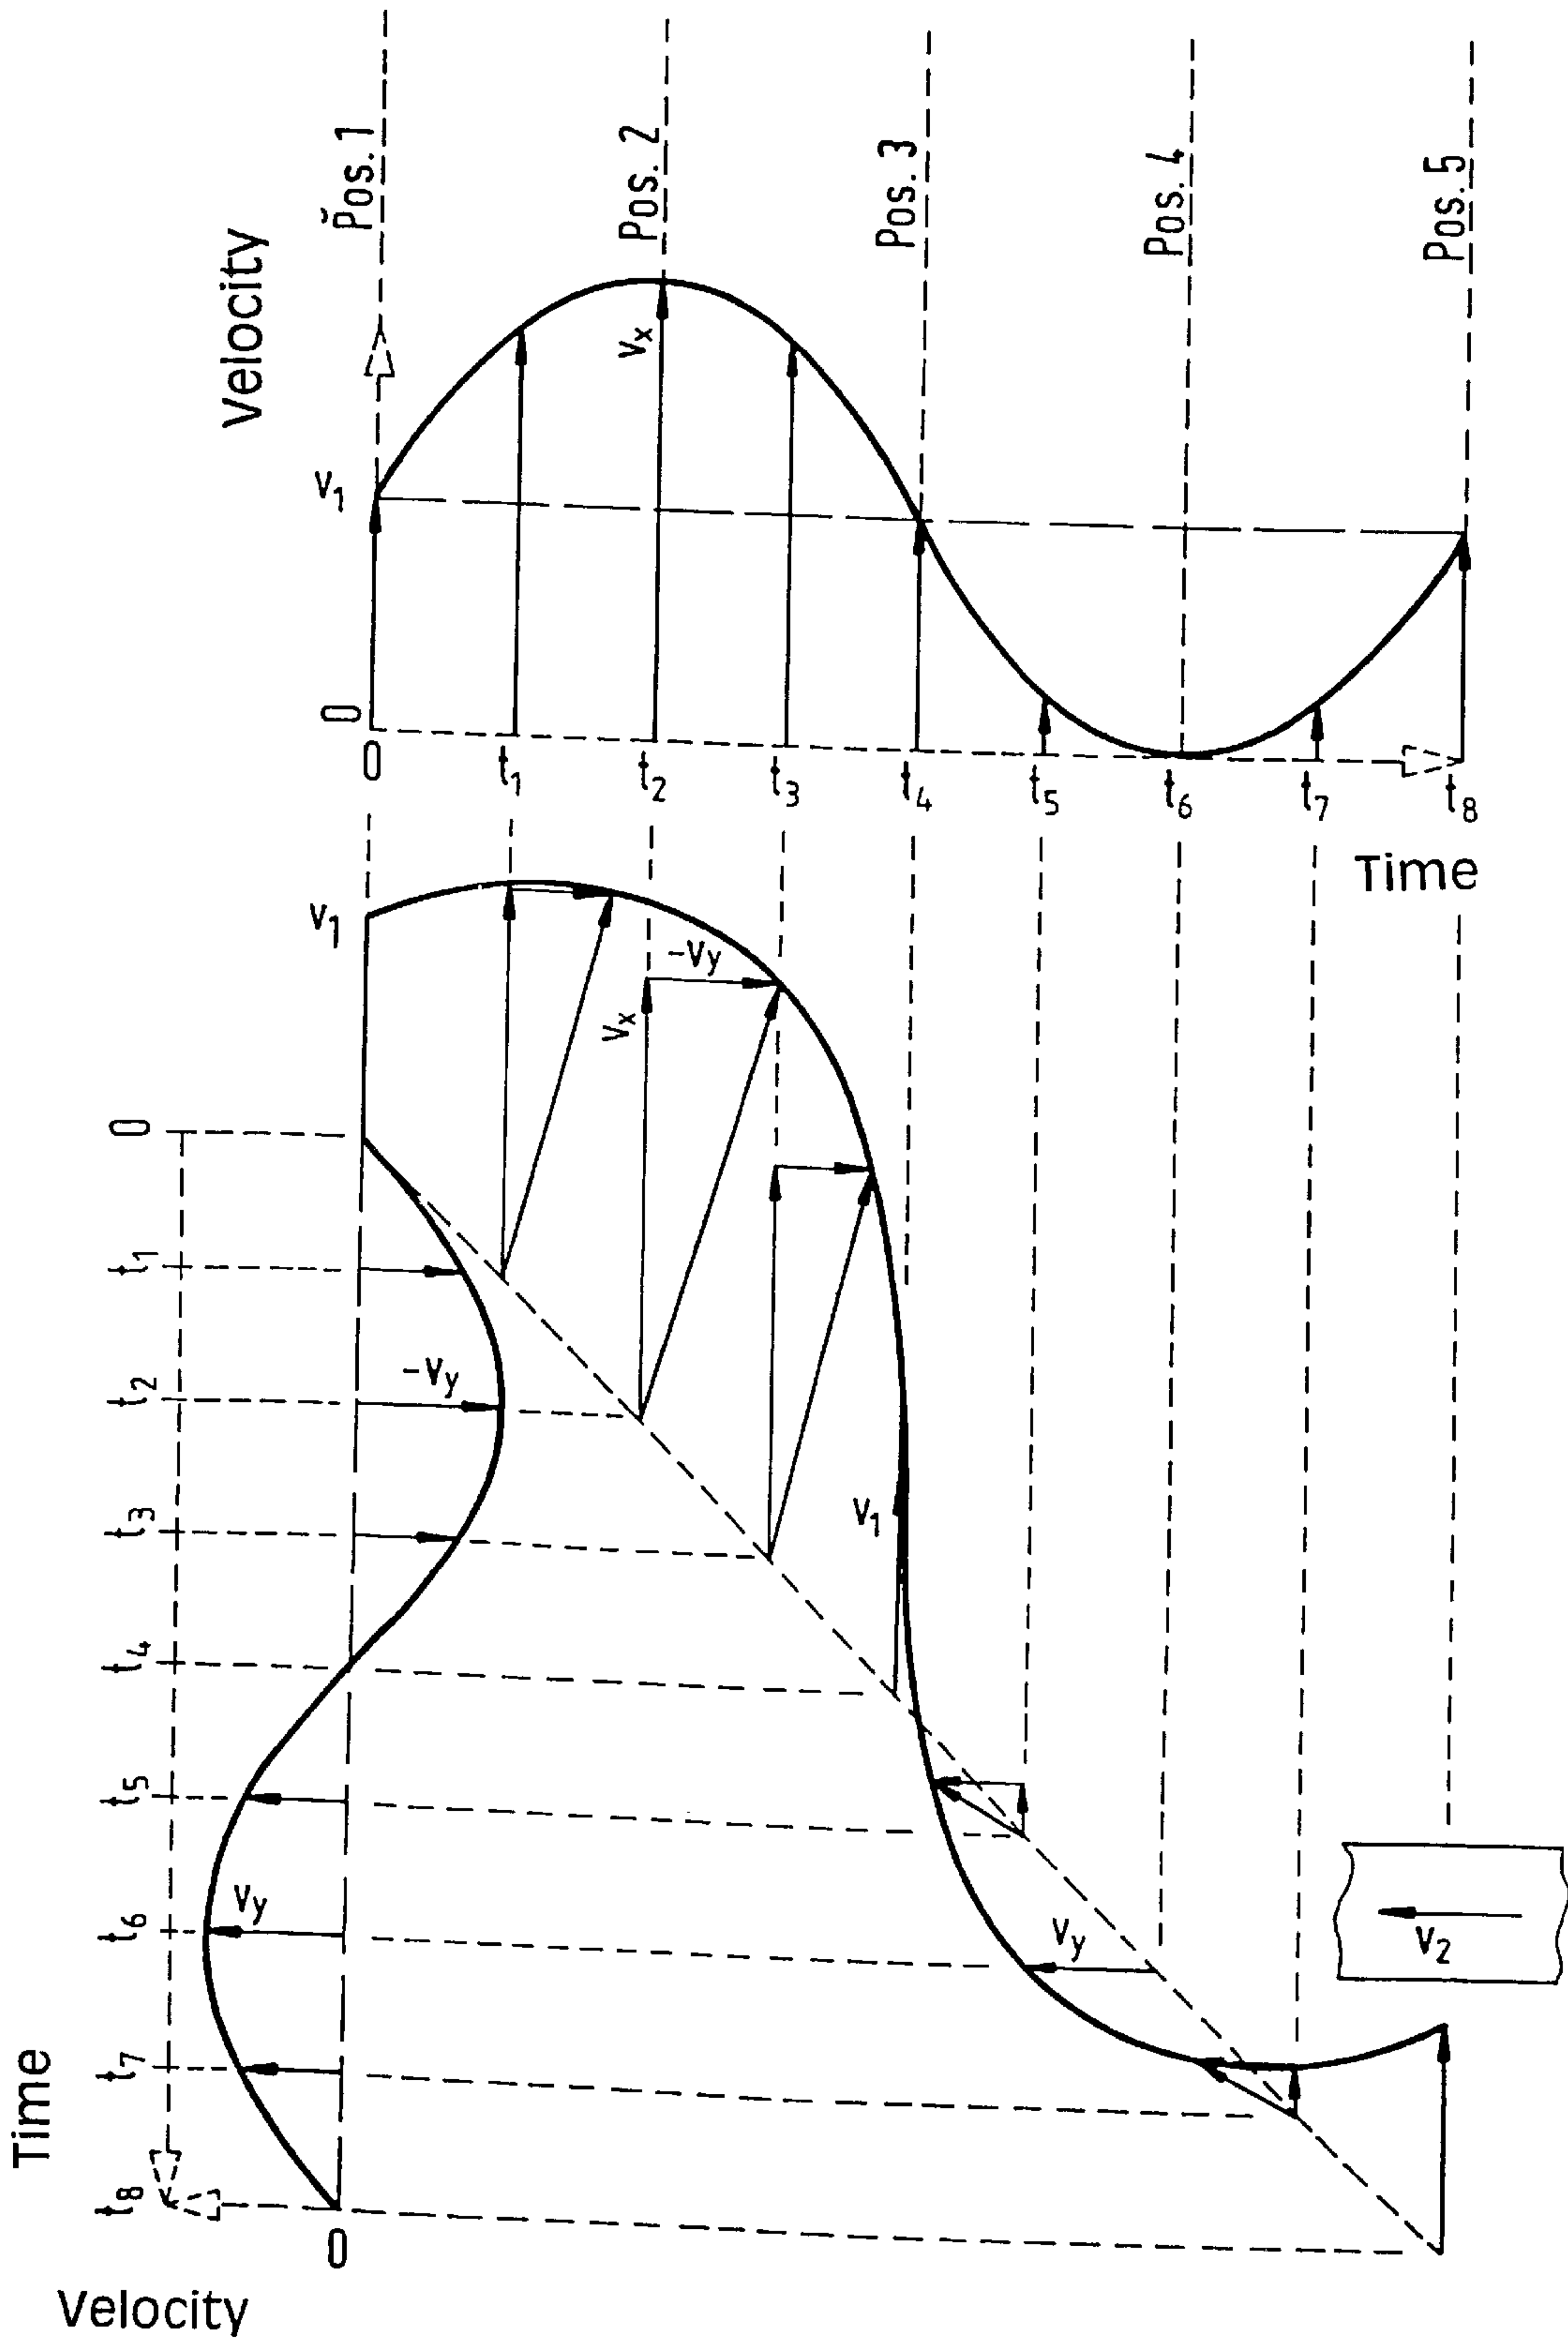 Velocity
Pos. 1
Pos. 2
Pos. 3
Pos. 4
Pos. 5
vx
v1
0
0
t1
t2
t3
t4
t5
t6
t7
t8
Time
v1
-vy
vx
0
t1
t2
-vy
t3
v1
t4
t5
t6
vy
vy
v2
t7
Time
t8
0
Velocity